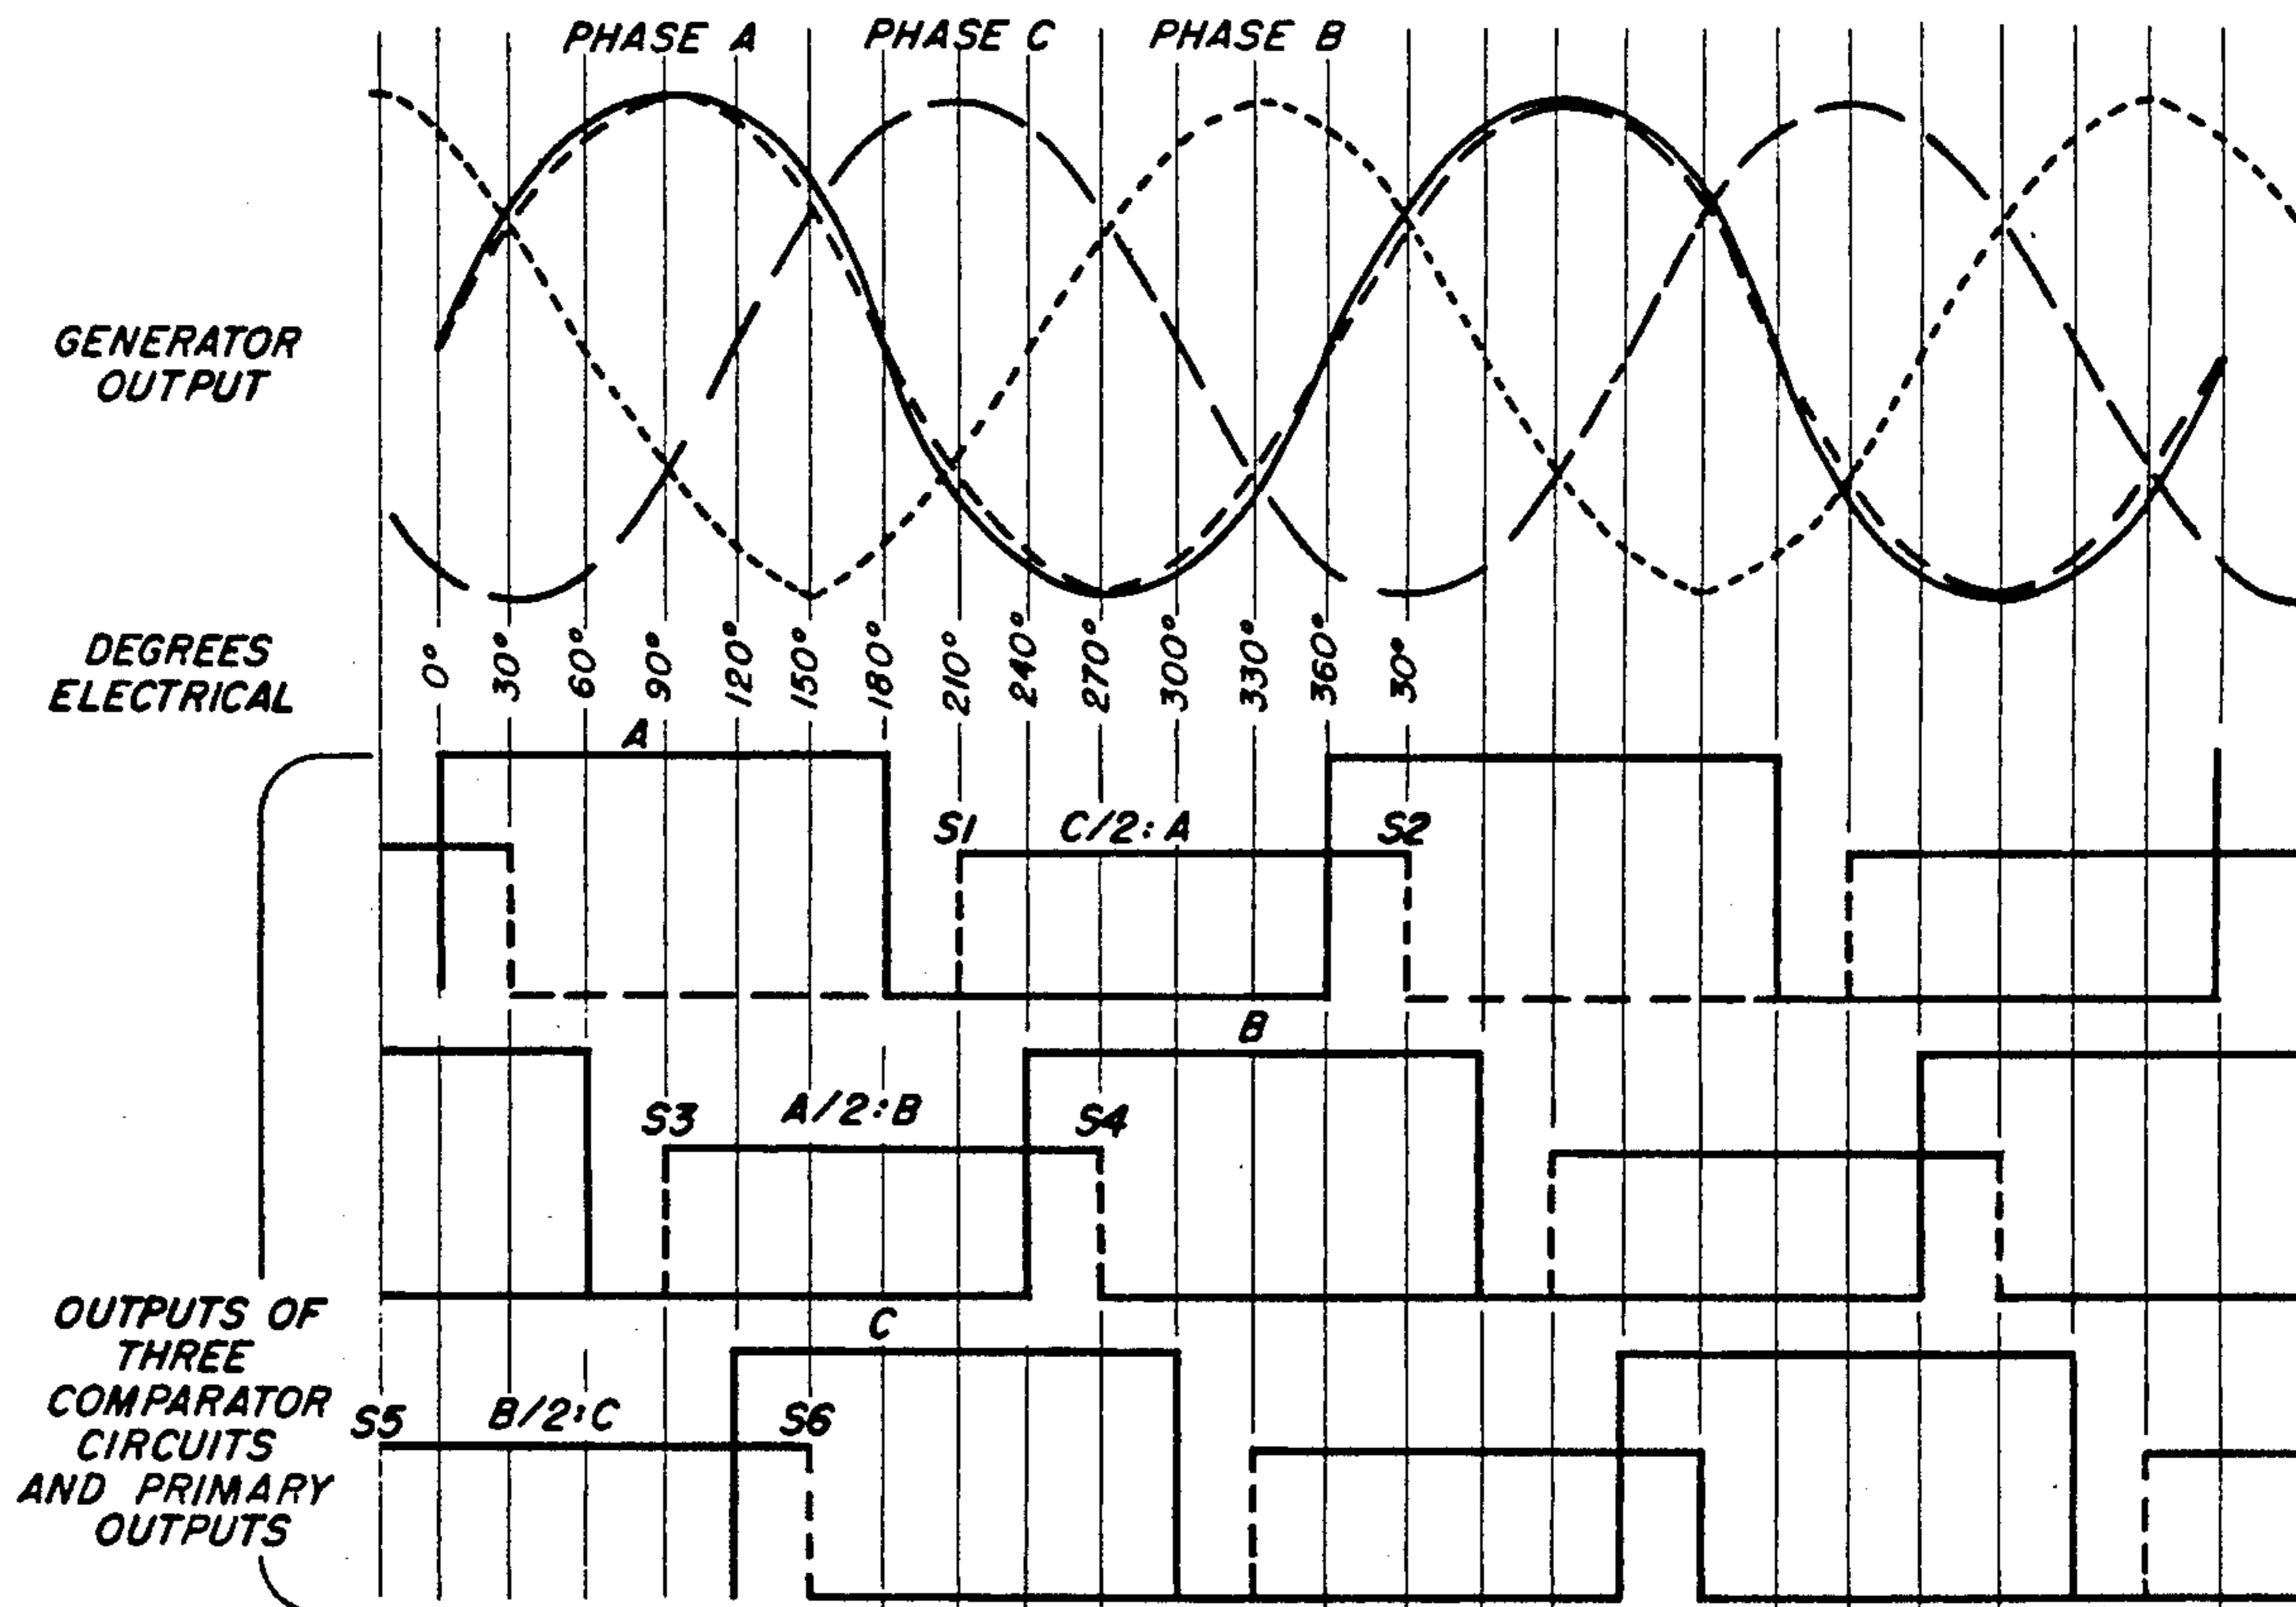 PHASE A PHASE C PHASE B
GENERATOR
OUTPUT
DEGREES
ELECTRICAL
0° 30° 60° 90° 120° 150° 180° 210° 240° 270° 300° 330° 360° 30°
A
S1 C/2:A S2
B
S3 A/2:B S4
C
S5 B/2:C S6
OUTPUTS OF
THREE
COMPARATOR
CIRCUITS
AND PRIMARY
OUTPUTS